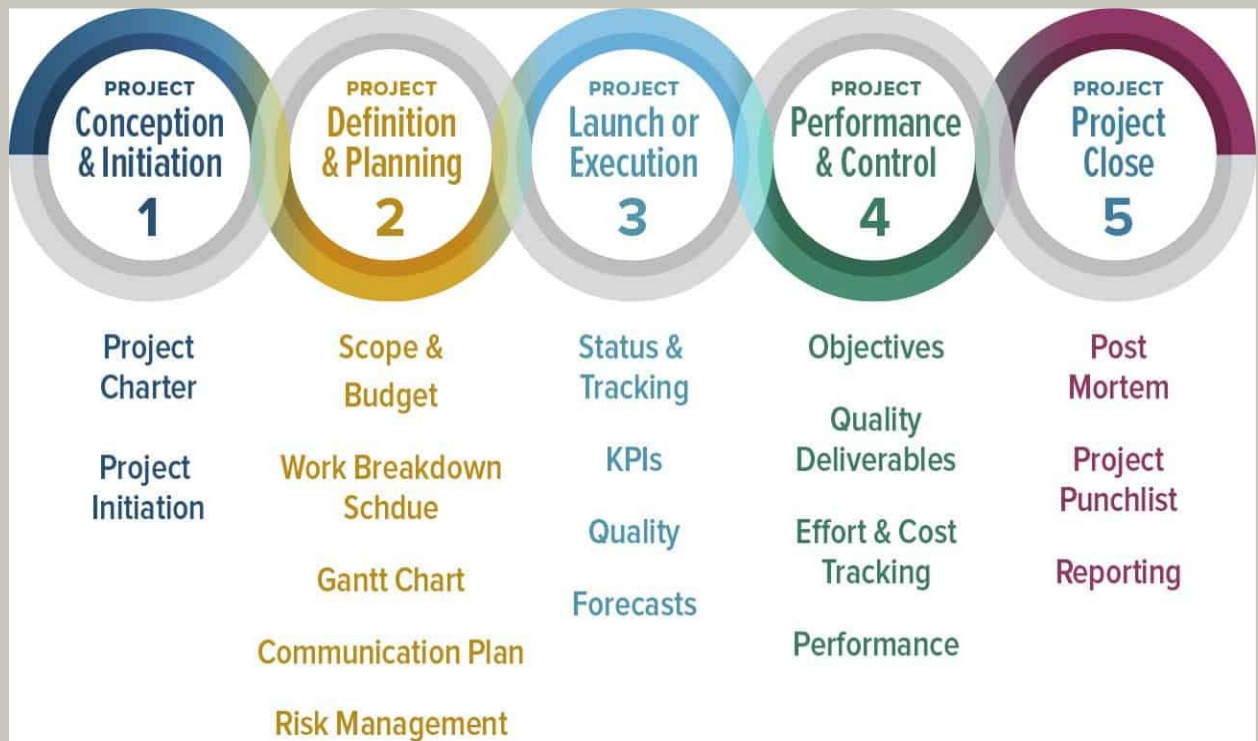 PROJECT
Conception
& Initiation
1
PROJECT
Definition
& Planning
2
PROJECT
Launch or
Execution
3
PROJECT
Performance
& Control
4
PROJECT
Project
Close
5
Project
Charter
Project
Initiation
Scope &
Budget
Work Breakdown
Schdue
Gantt Chart
Communication Plan
Risk Management
Status &
Tracking
KPIs
Quality
Forecasts
Objectives
Quality
Deliverables
Effort & Cost
Tracking
Performance
Post
Mortem
Project
Punchlist
Reporting